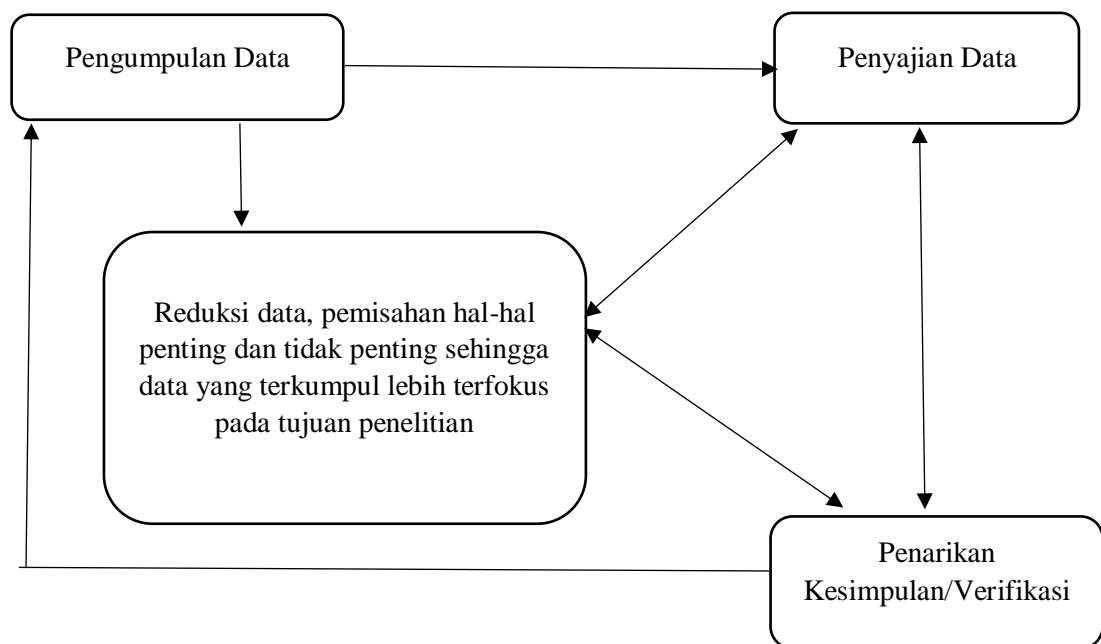 Pengumpulan Data
Penyajian Data
Reduksi data, pemisahan hal-hal
penting dan tidak penting sehingga
data yang terkumpul lebih terfokus
pada tujuan penelitian
Penarikan
Kesimpulan/Verifikasi